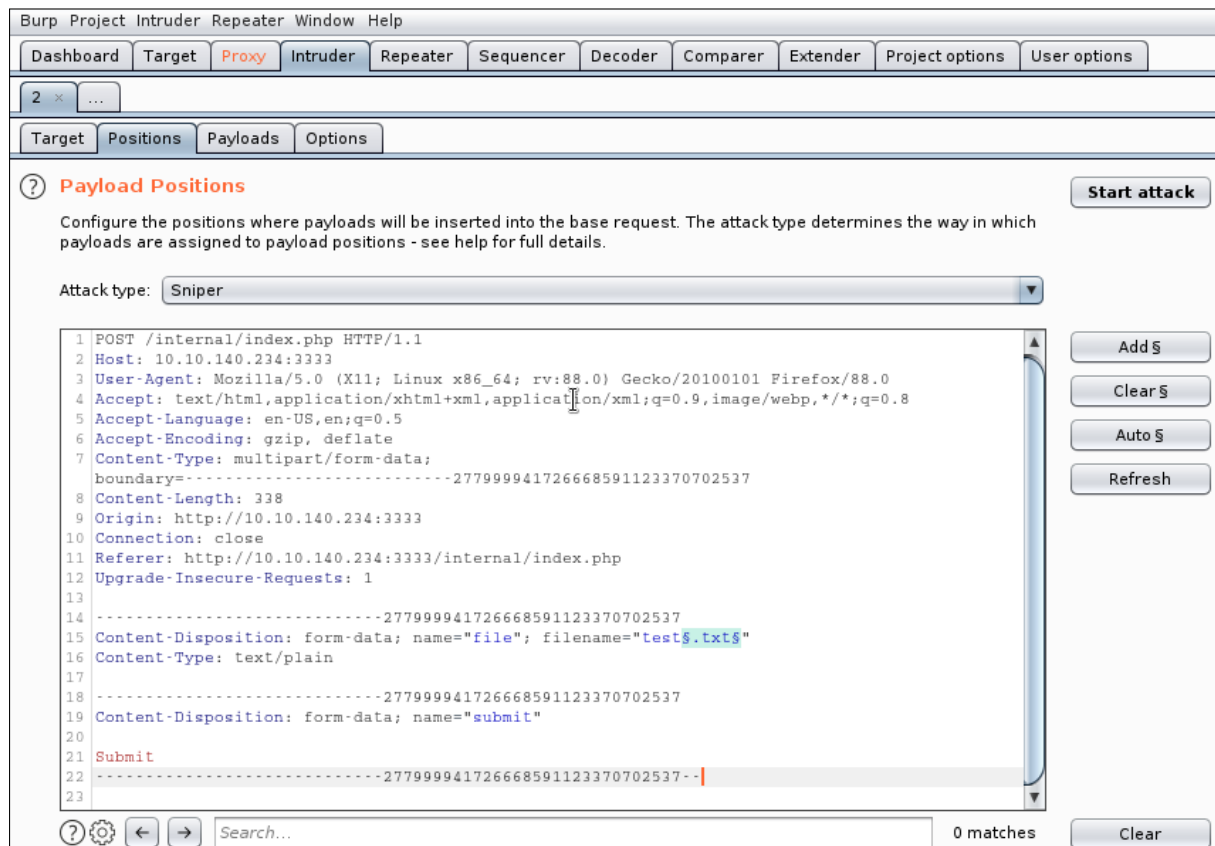 Burp Project Intruder Repeater Window Help
Dashboard Target Proxy Intruder Repeater Sequencer Decoder Comparer Extender Project options User options
2 × ...
Target Positions Payloads Options
? Payload Positions
Start attack
Configure the positions where payloads will be inserted into the base request. The attack type determines the way in which
payloads are assigned to payload positions - see help for full details.
Attack type: Sniper
1 POST /internal/index.php HTTP/1.1
2 Host: 10.10.140.234:3333
3 User-Agent: Mozilla/5.0 (X11; Linux x86_64; rv:88.0) Gecko/20100101 Firefox/88.0
4 Accept: text/html,application/xhtml+xml,application/xml;q=0.9,image/webp,*/*;q=0.8
5 Accept-Language: en-US,en;q=0.5
6 Accept-Encoding: gzip, deflate
7 Content-Type: multipart/form-data;
boundary=---------------------------277999941726668591123370702537
8 Content-Length: 338
9 Origin: http://10.10.140.234:3333
10 Connection: close
11 Referer: http://10.10.140.234:3333/internal/index.php
12 Upgrade-Insecure-Requests: 1
13
14 -----------------------------277999941726668591123370702537
15 Content-Disposition: form-data; name="file"; filename="test§.txt§"
16 Content-Type: text/plain
17
18 -----------------------------277999941726668591123370702537
19 Content-Disposition: form-data; name="submit"
20
21 Submit
22 -----------------------------277999941726668591123370702537--
23
Add §
Clear §
Auto §
Refresh
? Search... 0 matches Clear